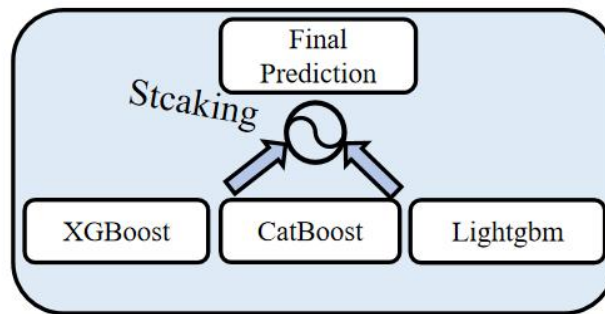 Final
Prediction
Stcaking
XGBoost
CatBoost
Lightgbm